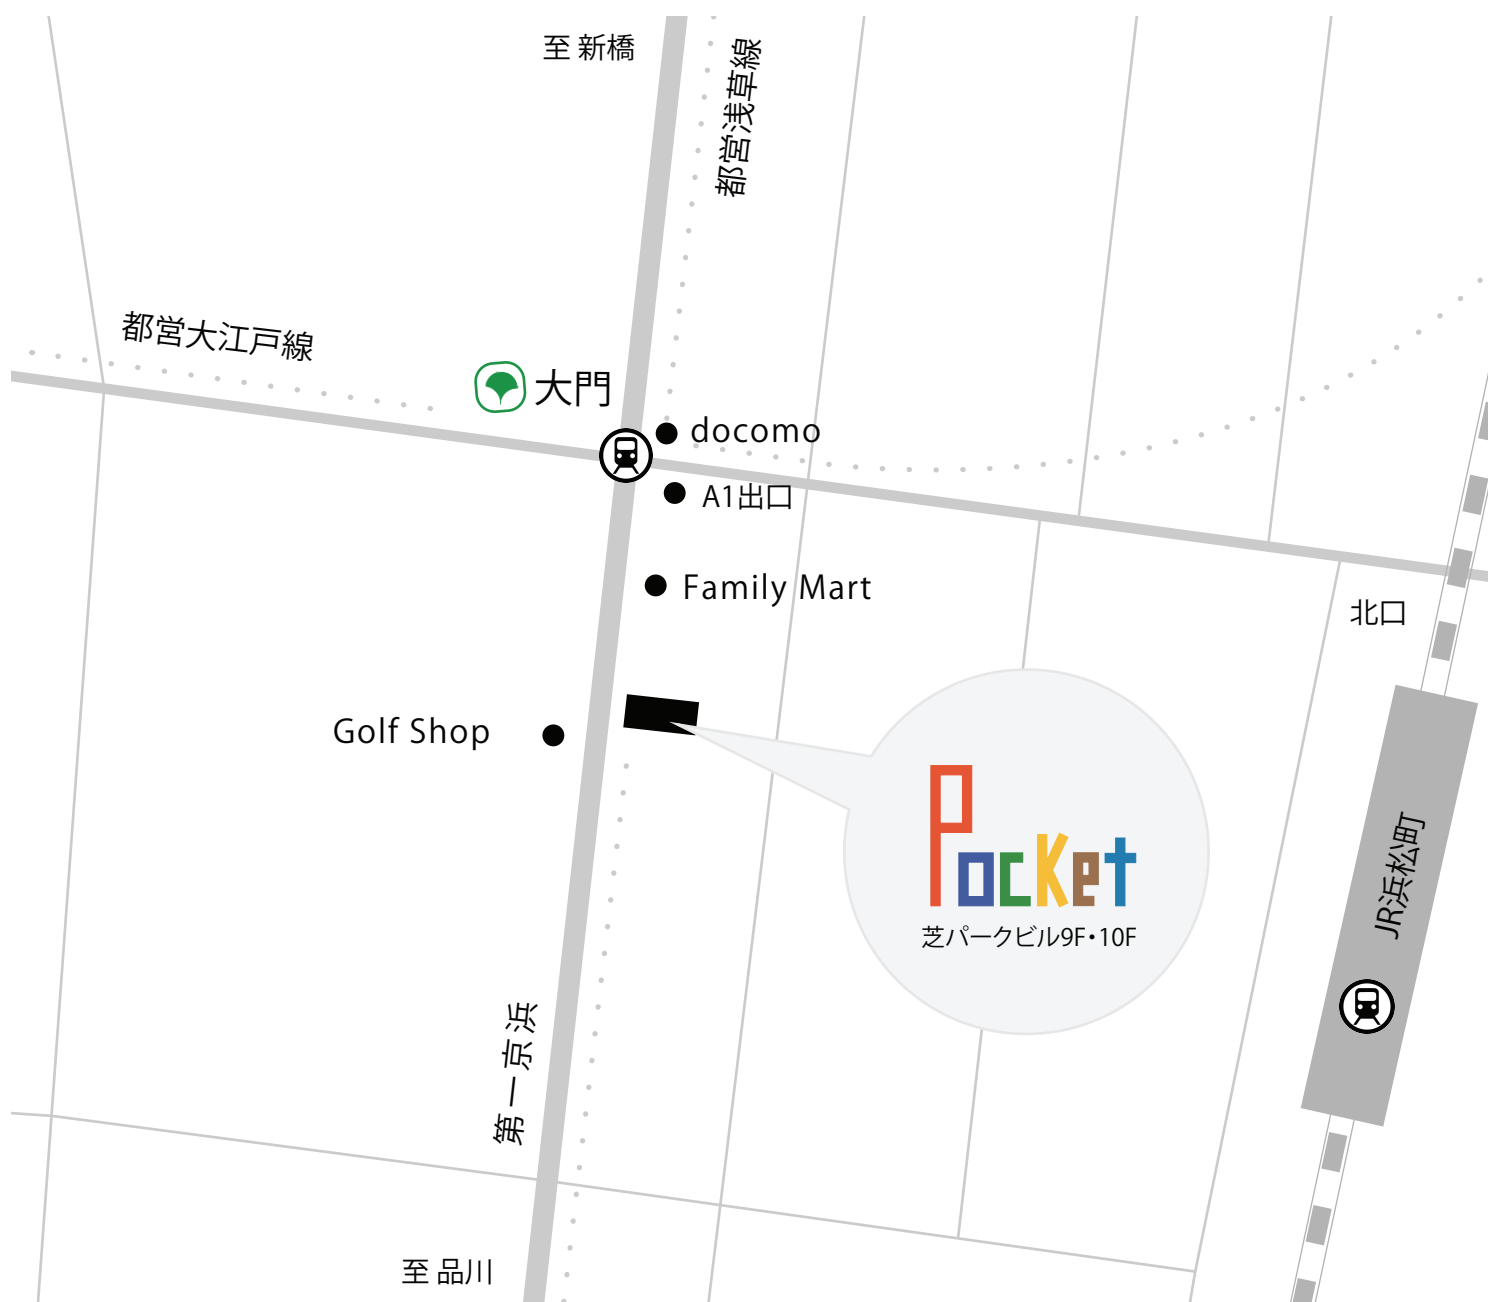 至 新橋
都営浅草線
都営大江戸線
大門
docomo
A1出口
Family Mart
北口
Golf Shop
Pocket
芝パークビル9F・10F
JR浜松町
第一京浜
至 品川